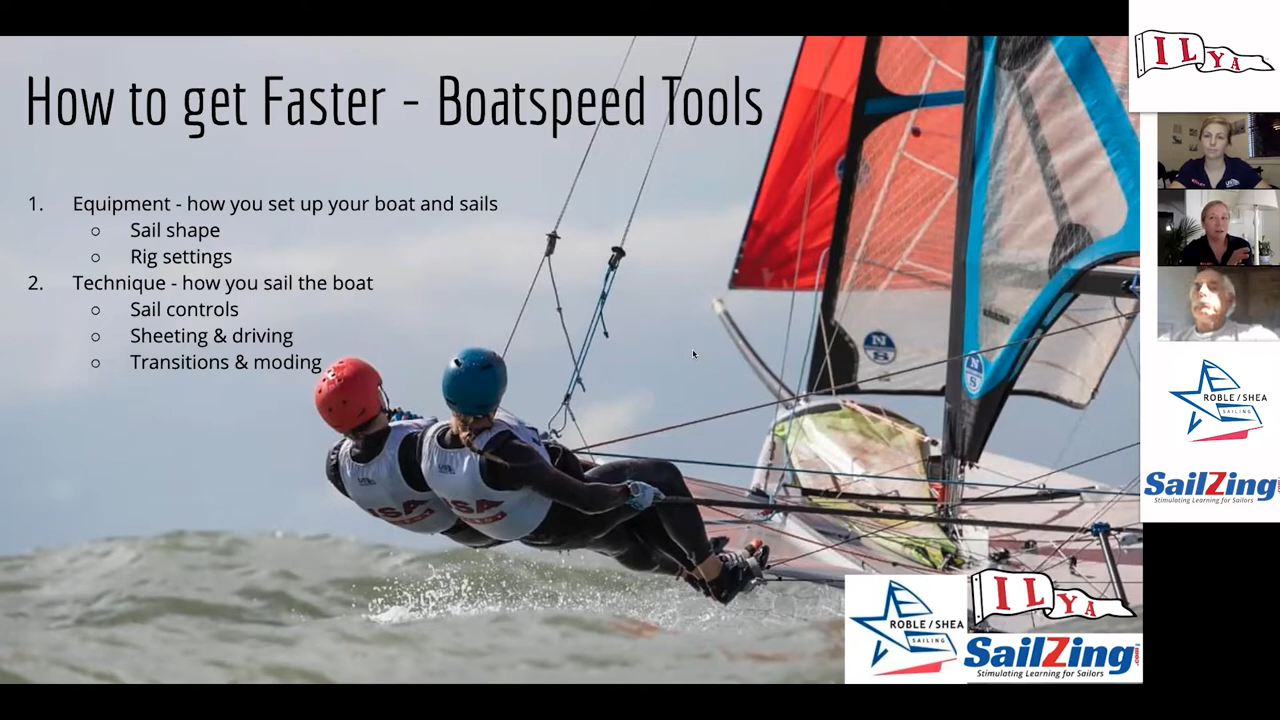 How to get Faster - Boatspeed Tools
1. Equipment - how you set up your boat and sails
○ Sail shape
○ Rig settings
2. Technique - how you sail the boat
○ Sail controls
○ Sheeting & driving
○ Transitions & moding
N
S
N
S
USA
ROBLE / SHEA
SAILING
ILYA
SailZing
Stimulating Learning for Sailors
ILYA
ROBLE / SHEA
SAILING
SailZing
Stimulating Learning for Sailors